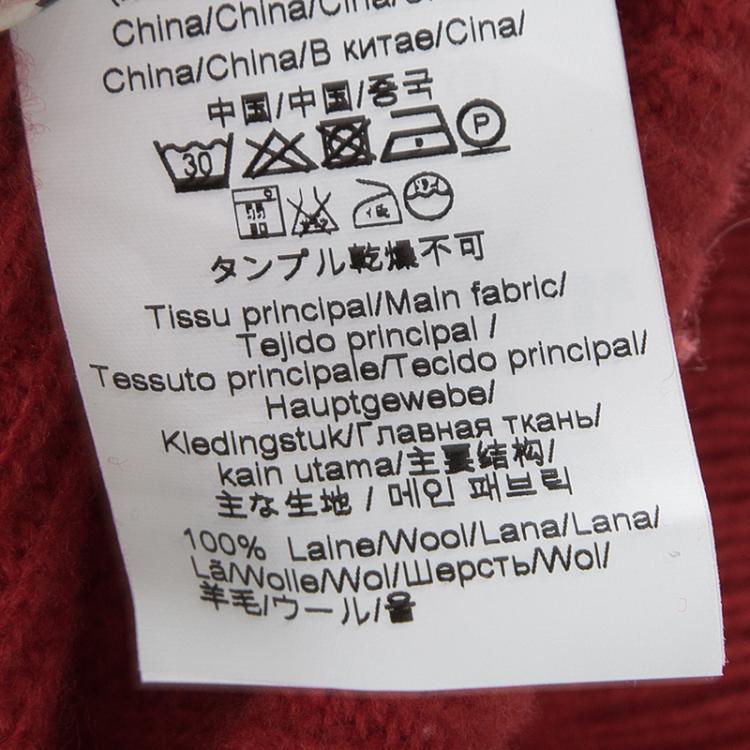 China/China/Cina/China/
China/China/В китае/Cina/
中国/中国/중국
30 P
タンブル乾燥不可
Tissu principal/Main fabric/
Tejido principal /
Tessuto principale/Tecido principal/
Hauptgewebe/
Kledingstuk/Главная ткань/
kain utama/主要结构/
主な生地 / 메인 패브릭
100% Laine/Wool/Lana/Lana/
Lã/Wolle/Wol/Шерсть/Wol/
羊毛/ウール/울